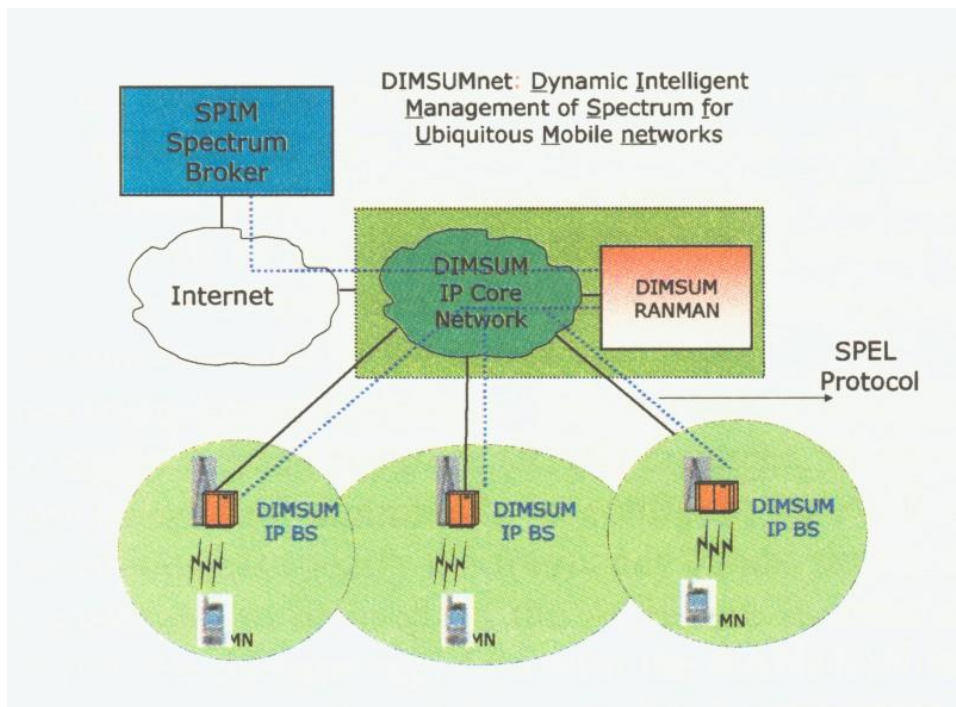 DIMSUMnet: Dynamic Intelligent
Management of Spectrum for
Ubiquitous Mobile networks
SPIM
Spectrum
Broker
Internet
DIMSUM
IP Core
Network
DIMSUM
RANMAN
SPEL
Protocol
DIMSUM
IP BS
MN
DIMSUM
IP BS
MN
DIMSUM
IP BS
MN